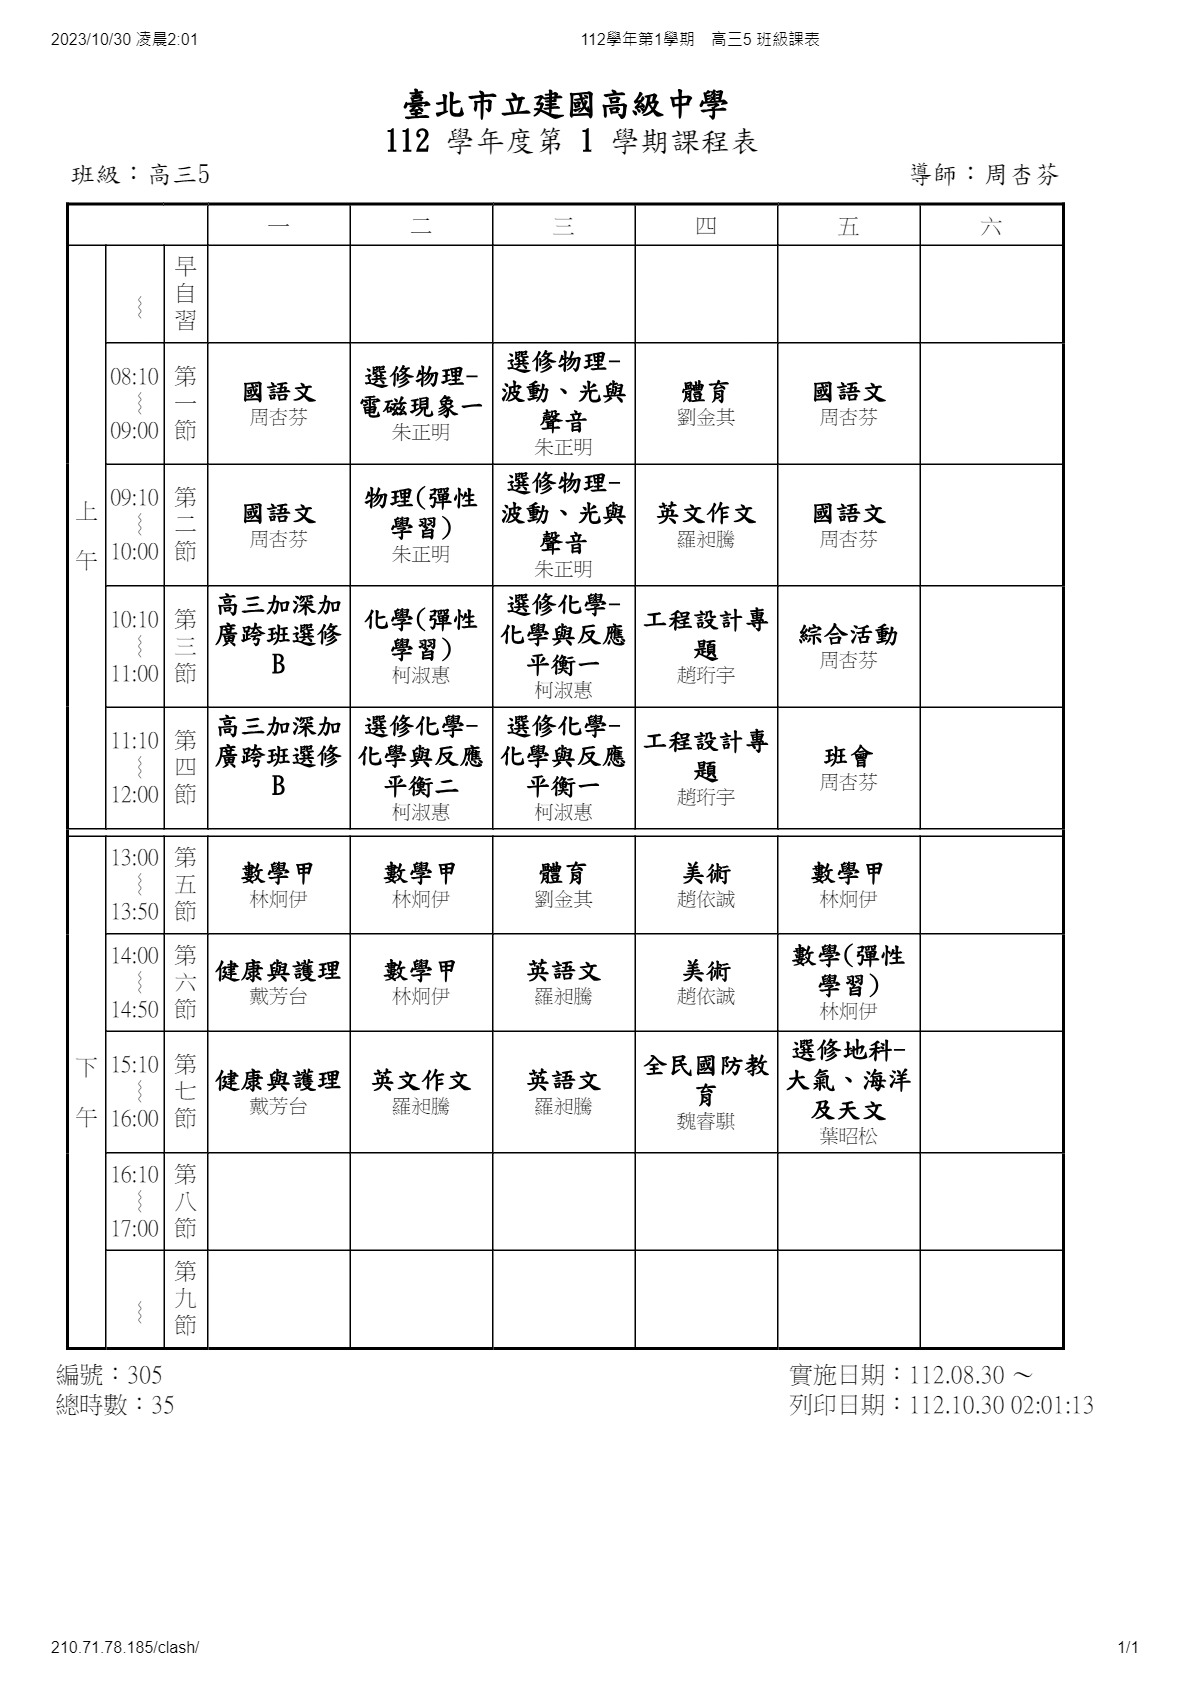 2023/10/30 凌晨2:01
112學年第1學期　高三5 班級課表
臺北市立建國高級中學
112 學年度第 1 學期課程表
班級：高三5
導師：周杏芬
一 二 三 四 五 六
上午
～
早自習
08:10
～
09:00
第一節
國語文
周杏芬
選修物理-
電磁現象一
朱正明
選修物理-
波動、光與
聲音
朱正明
體育
劉金其
國語文
周杏芬
09:10
～
10:00
第二節
國語文
周杏芬
物理(彈性
學習)
朱正明
選修物理-
波動、光與
聲音
朱正明
英文作文
羅昶騰
國語文
周杏芬
10:10
～
11:00
第三節
高三加深加
廣跨班選修
B
化學(彈性
學習)
柯淑惠
選修化學-
化學與反應
平衡一
柯淑惠
工程設計專
題
趙珩宇
綜合活動
周杏芬
11:10
～
12:00
第四節
高三加深加
廣跨班選修
B
選修化學-
化學與反應
平衡二
柯淑惠
選修化學-
化學與反應
平衡一
柯淑惠
工程設計專
題
趙珩宇
班會
周杏芬
下午
13:00
～
13:50
第五節
數學甲
林炯伊
數學甲
林炯伊
體育
劉金其
美術
趙依誠
數學甲
林炯伊
14:00
～
14:50
第六節
健康與護理
戴芳台
數學甲
林炯伊
英語文
羅昶騰
美術
趙依誠
數學(彈性
學習)
林炯伊
15:10
～
16:00
第七節
健康與護理
戴芳台
英文作文
羅昶騰
英語文
羅昶騰
全民國防教
育
魏睿騏
選修地科-
大氣、海洋
及天文
葉昭松
16:10
～
17:00
第八節
～
第九節
編號：305
實施日期：112.08.30 ～
總時數：35
列印日期：112.10.30 02:01:13
210.71.78.185/clash/
1/1